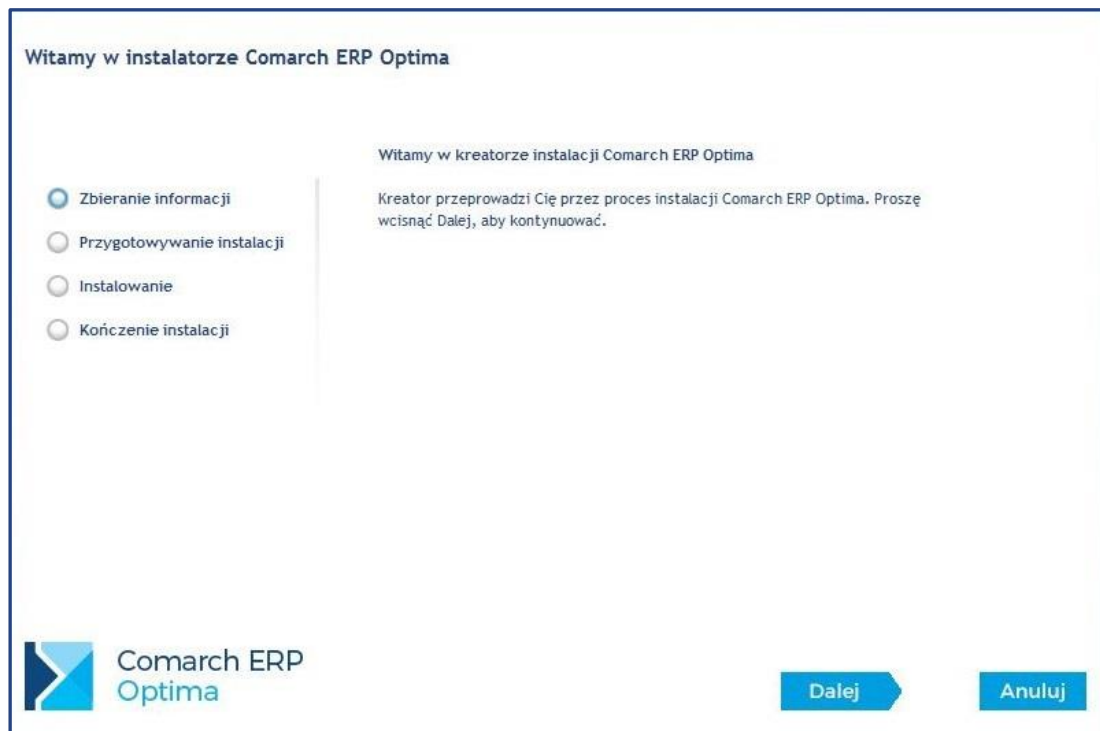 Witamy w instalatorze Comarch ERP Optima
Witamy w kreatorze instalacji Comarch ERP Optima
Kreator przeprowadzi Cię przez proces instalacji Comarch ERP Optima. Proszę
wcisnąć Dalej, aby kontynuować.
Zbieranie informacji
Przygotowywanie instalacji
Instalowanie
Kończenie instalacji
Comarch ERP
Optima
Dalej
Anuluj